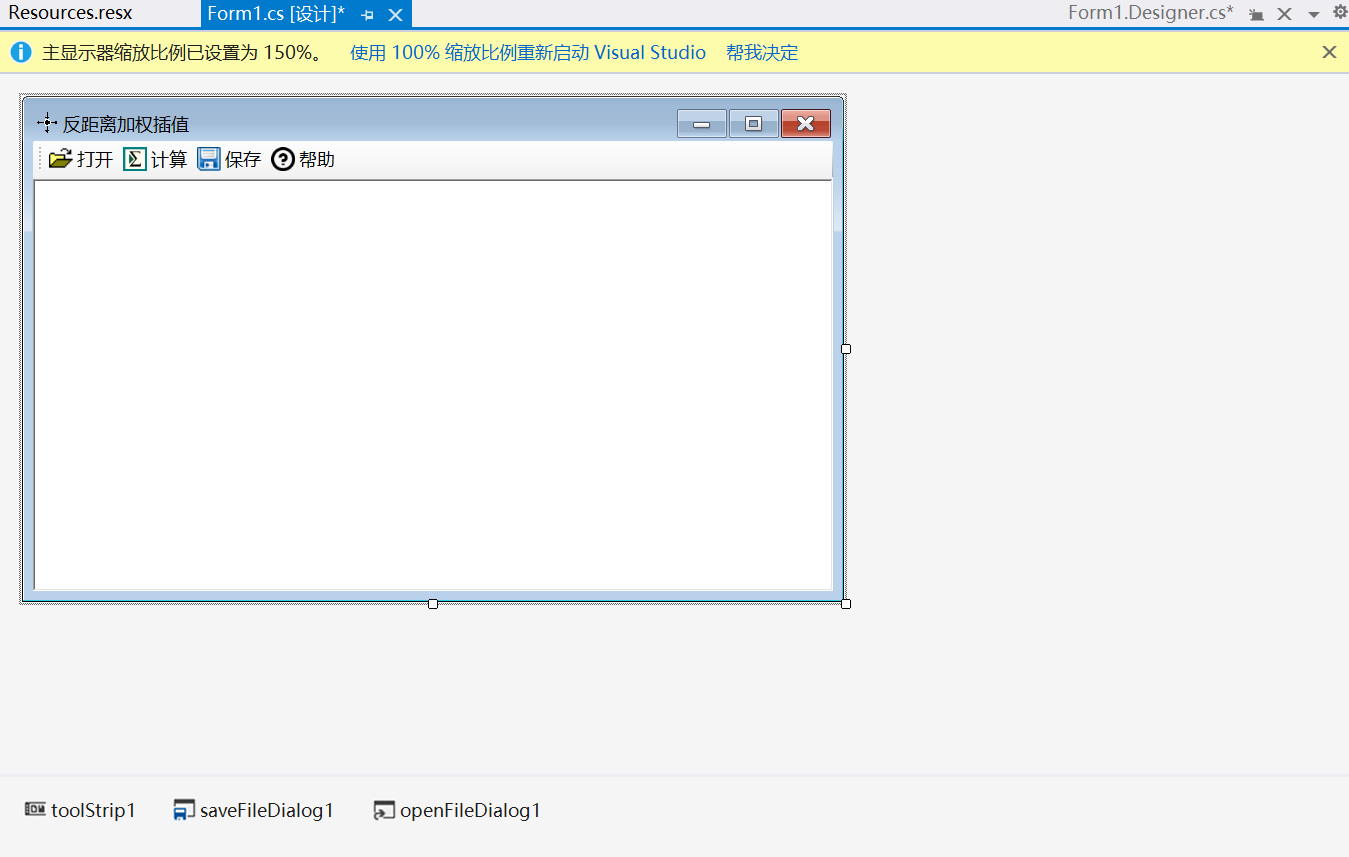 Resources.resx Form1.cs [设计]* Form1.Designer.cs*
主显示器缩放比例已设置为 150%。 使用 100% 缩放比例重新启动 Visual Studio 帮我决定
反距离加权插值
打开 计算 保存 帮助
toolStrip1 saveFileDialog1 openFileDialog1